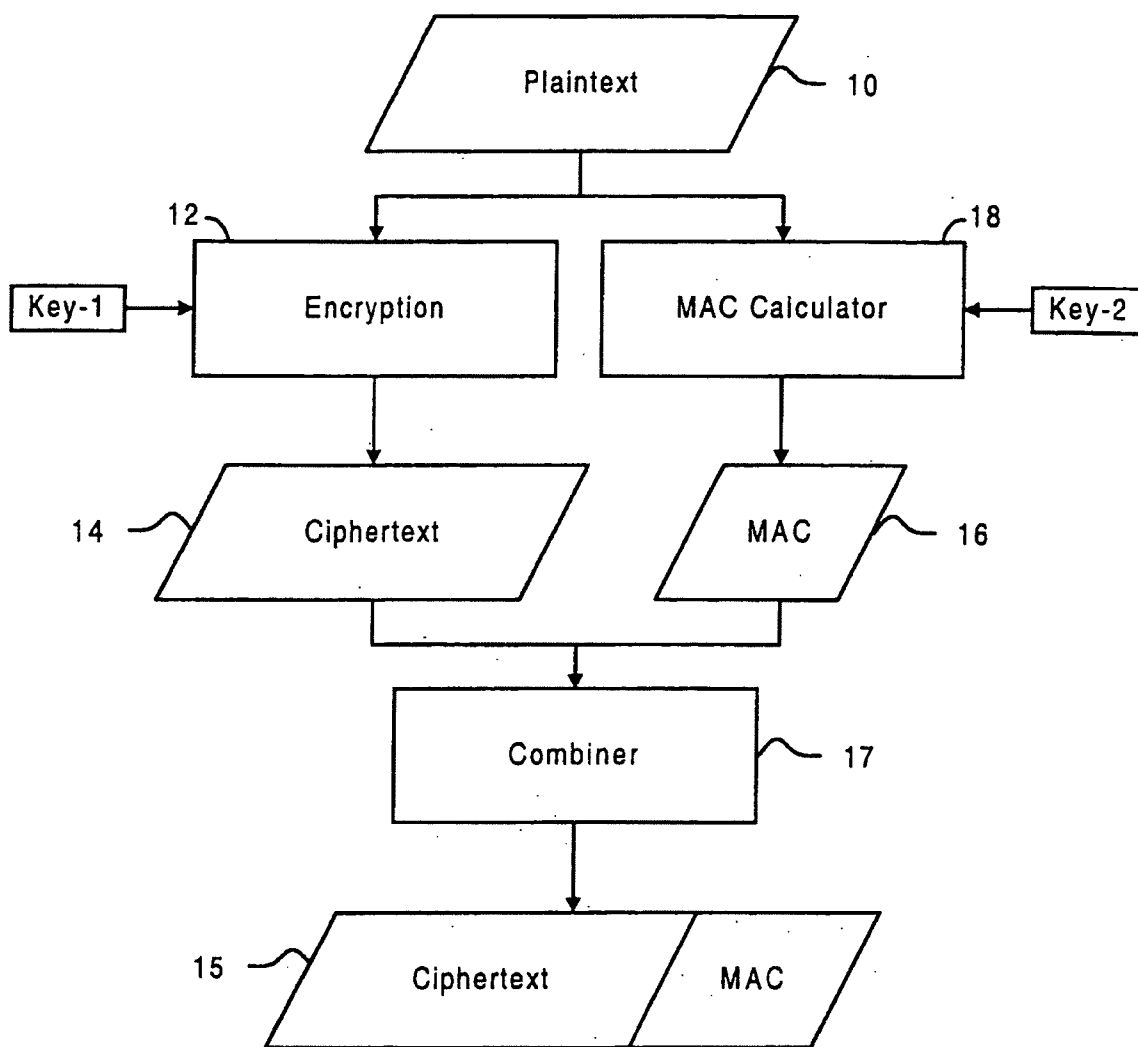 Plaintext
10
12
18
Key-1
Encryption
MAC Calculator
Key-2
14
Ciphertext
MAC
16
Combiner
17
15
Ciphertext
MAC